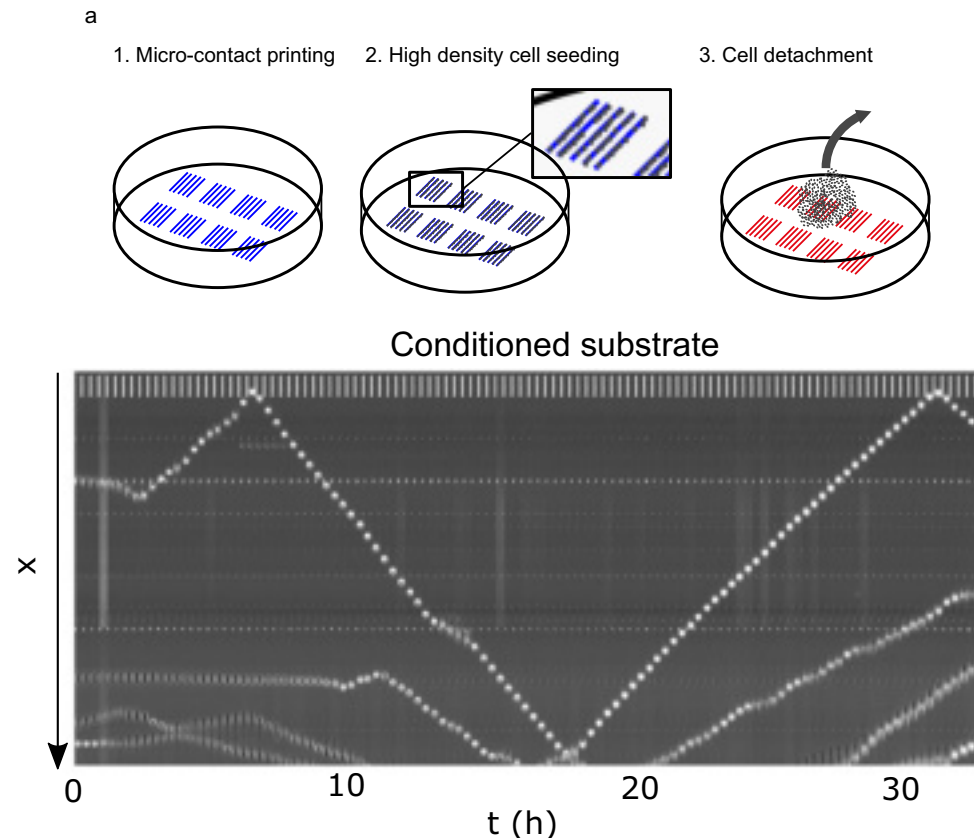 a
1. Micro-contact printing
2. High density cell seeding
3. Cell detachment
Conditioned substrate
x
0
10
20
30
t (h)